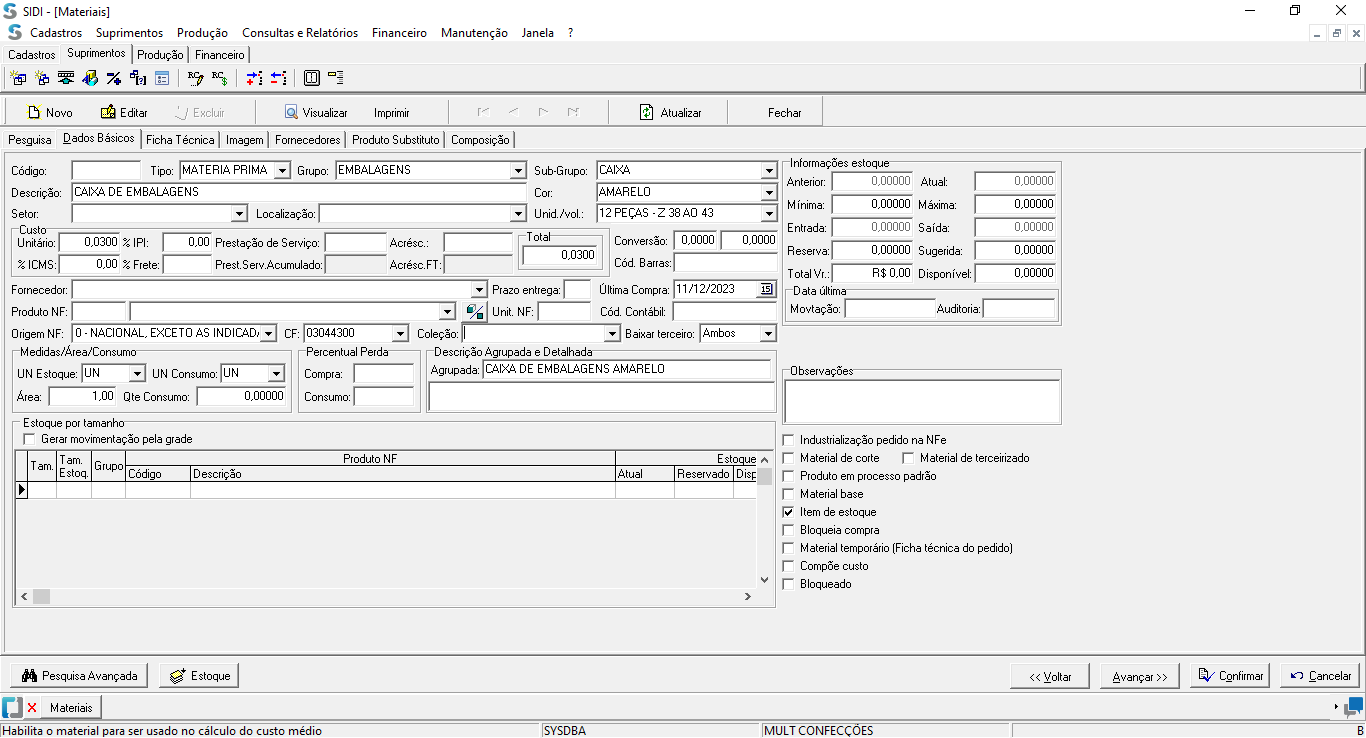 SIDI - [Materiais]
Cadastros Suprimentos Produção Consultas e Relatórios Financeiro Manutenção Janela ?
Cadastros Suprimentos Produção Financeiro
Novo Editar Excluir Visualizar Imprimir Atualizar Fechar
Pesquisa Dados Básicos Ficha Técnica Imagem Fornecedores Produto Substituto Composição
Código: Tipo: MATERIA PRIMA Grupo: EMBALAGENS Sub-Grupo: CAIXA
Descrição: CAIXA DE EMBALAGENS Cor: AMARELO
Setor: Localização: Unid./vol.: 12 PEÇAS - Z 38 AO 43
Custo
Unitário: 0,0300 % IPI: 0,00 Prestação de Serviço: Acrésc.: Total 0,0300 Conversão: 0,0000 0,0000
% ICMS: 0,00 % Frete: Prest.Serv.Acumulado: Acrésc.FT: Cód. Barras:
Fornecedor: Prazo entrega: Última Compra: 11/12/2023 15
Produto NF: Unit. NF: Cód. Contábil:
Origem NF: 0 - NACIONAL, EXCETO AS INDICADA CF: 03044300 Coleção: Baixar terceiro: Ambos
Informações estoque
Anterior: 0,00000 Atual: 0,00000
Mínima: 0,00000 Máxima: 0,00000
Entrada: 0,00000 Saída: 0,00000
Reserva: 0,00000 Sugerida: 0,00000
Total Vr.: R$ 0,00 Disponível: 0,00000
Data última
Movtação: Auditoria:
Medidas/Área/Consumo
UN Estoque: UN UN Consumo: UN
Área: 1,00 Qte Consumo: 0,00000
Percentual Perda
Compra:
Consumo:
Descrição Agrupada e Detalhada
Agrupada: CAIXA DE EMBALAGENS AMARELO
Observações
Estoque por tamanho
Gerar movimentação pela grade
Tam. Tam. Estoq. Grupo Produto NF Estoque
Código Descrição Atual Reservado Disp
Industrialização pedido na NFe
Material de corte Material de terceirizado
Produto em processo padrão
Material base
Item de estoque
Bloqueia compra
Material temporário (Ficha técnica do pedido)
Compõe custo
Bloqueado
Pesquisa Avançada Estoque << Voltar Avançar >> Confirmar Cancelar
Materiais
Habilita o material para ser usado no cálculo do custo médio SYSDBA MULT CONFECÇÕES B